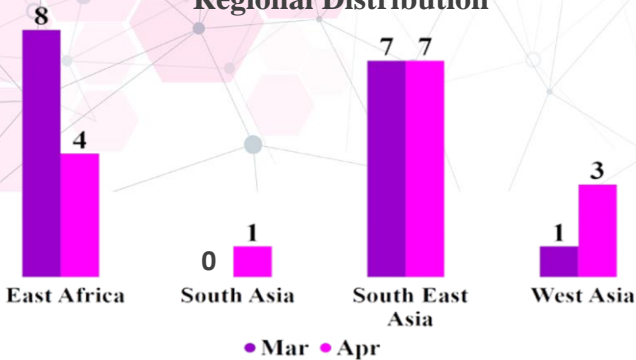 Regional Distribution
8
4
0
1
7 7
1
3
East Africa
South Asia
South East
Asia
West Asia
Mar Apr